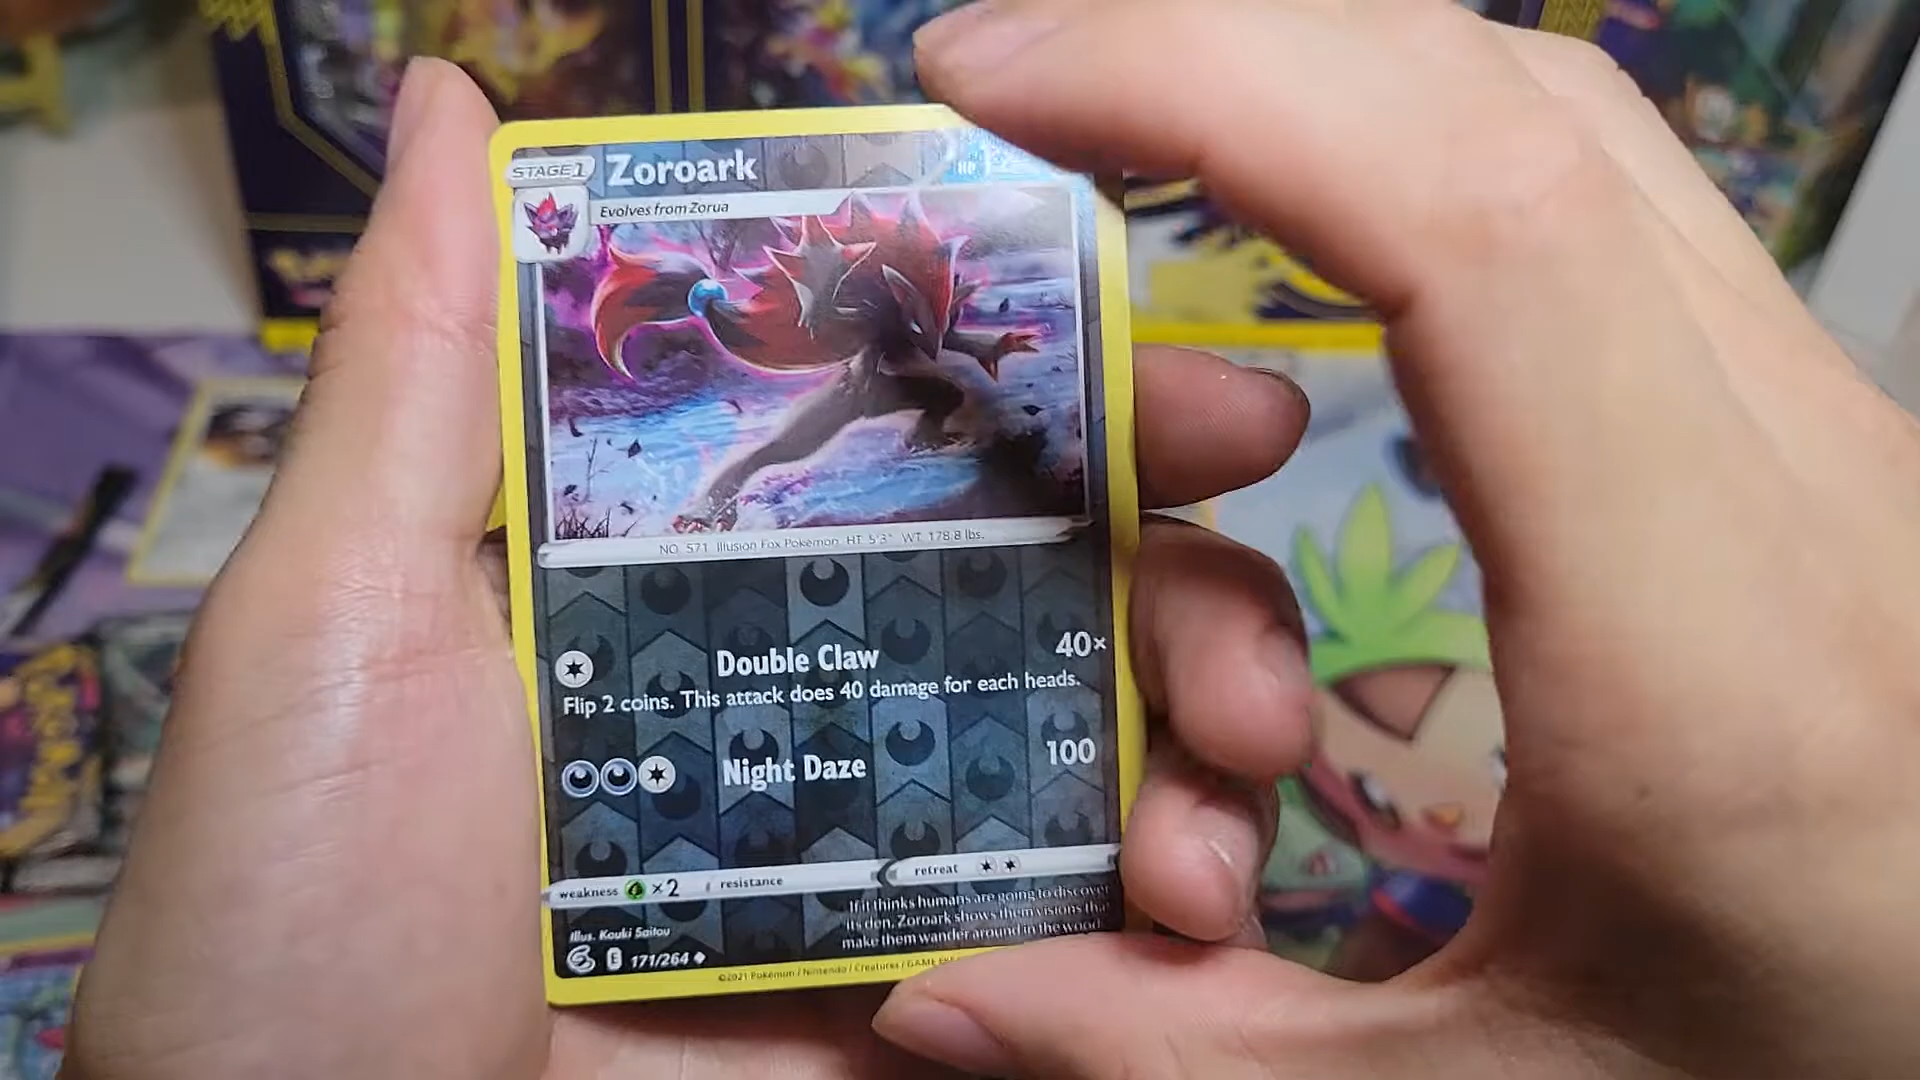 STAGE 1 Zoroark
Evolves from Zorua
NO. 571 Illusion Fox Pokémon HT 5'3" WT 178.8 lbs.
Double Claw 40×
Flip 2 coins. This attack does 40 damage for each heads.
Night Daze 100
weakness ×2 resistance retreat
If it thinks humans are going to discover
its den, Zoroark shows them visions that
make them wander around in the wood
Illus. Kouki Saitou
E 171/264
©2021 Pokémon / Nintendo / Creatures / GAME